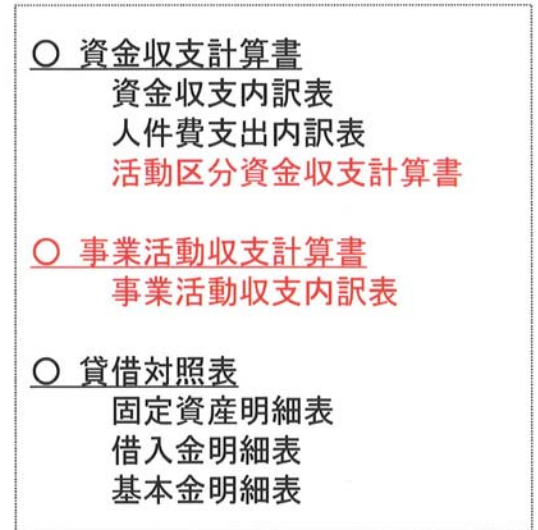 ○ 資金収支計算書
資金収支内訳表
人件費支出内訳表
活動区分資金収支計算書
○ 事業活動収支計算書
事業活動収支内訳表
○ 貸借対照表
固定資産明細表
借入金明細表
基本金明細表